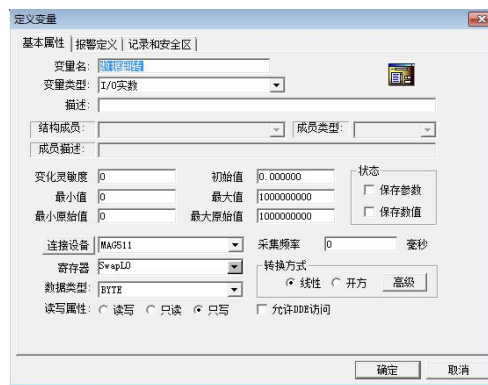 定义变量
基本属性 报警定义 记录和安全区
变量名: 数据翻转
变量类型: I/O实数
描述:
结构成员: 成员类型:
成员描述:
变化灵敏度 0 初始值 0.000000 状态
最小值 0 最大值 1000000000 保存参数
最小原始值 0 最大原始值 1000000000 保存数值
连接设备 MAG511 采集频率 0 毫秒
寄存器 SwapL0 转换方式
数据类型: BYTE 线性 开方 高级
读写属性: 读写 只读 只写 允许DDE访问
确定 取消